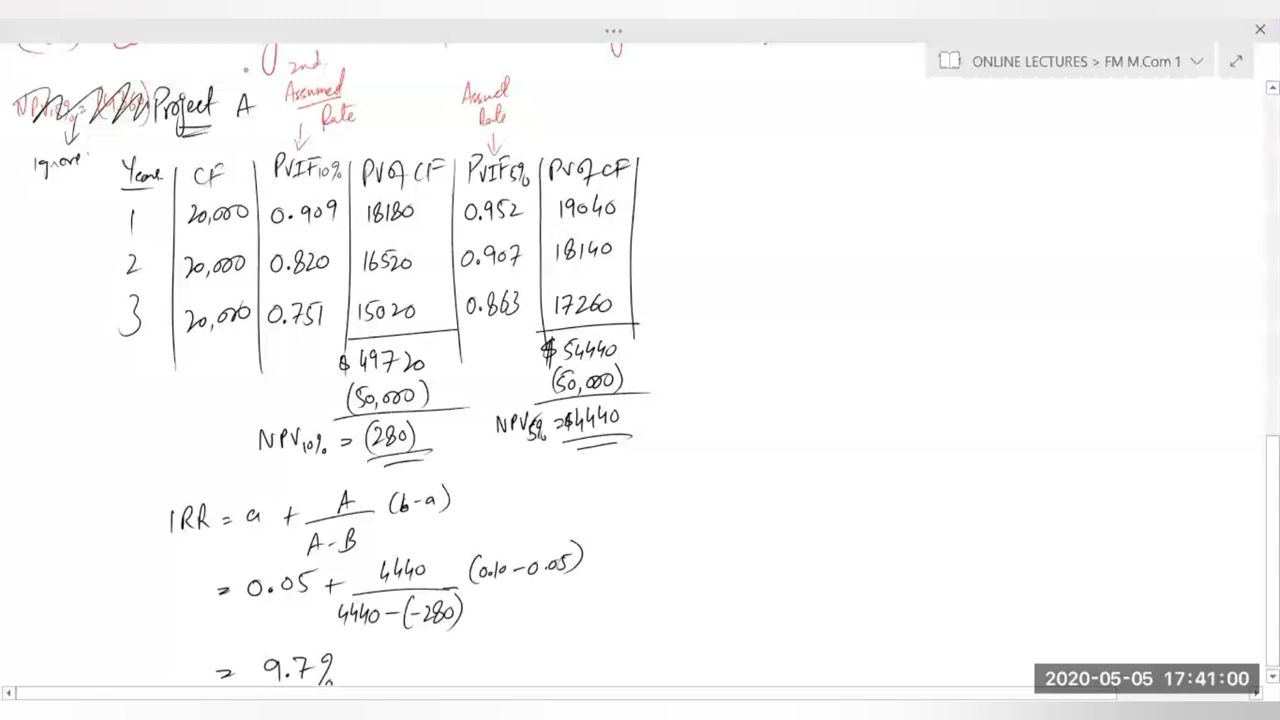 ONLINE LECTURES > FM M.Com 1
2nd
Assumed Rate
Assumed Rate
Project A
Ignore
Years CF PVIF10% PV of CF PVIF5% PV of CF
1 20,000 0.909 18180 0.952 19040
2 20,000 0.820 16520 0.907 18140
3 20,000 0.751 15020 0.863 17260
$ 49720 $ 54440
(50,000) (50,000)
NPV10% = (280) NPV5% = $4440
IRR = a + A / A-B (b-a)
= 0.05 + 4440 / 4440-(-280) (0.10-0.05)
= 9.7%
2020-05-05 17:41:00